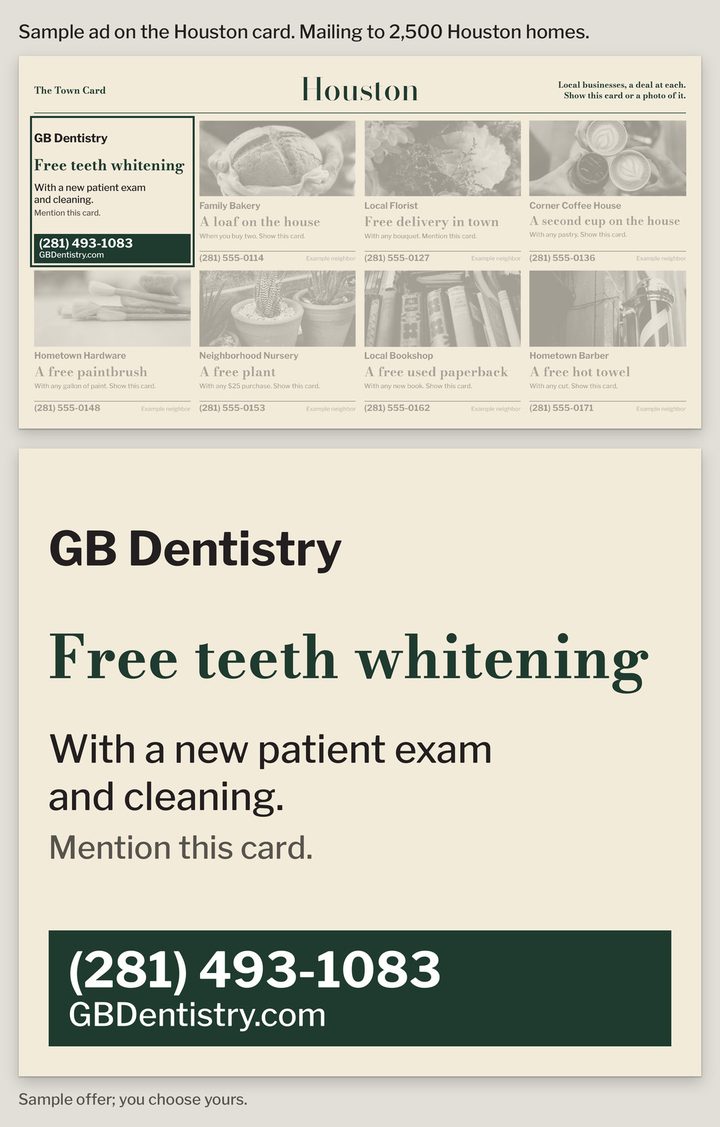 Sample ad on the Houston card. Mailing to 2,500 Houston homes.
The Town Card
Houston
Local businesses, a deal at each.
Show this card or a photo of it.
GB Dentistry
Free teeth whitening
With a new patient exam
and cleaning.
Mention this card.
(281) 493-1083
GBDentistry.com
Family Bakery
A loaf on the house
When you buy two. Show this card.
(281) 555-0114 Example neighbor
Local Florist
Free delivery in town
With any bouquet. Mention this card.
(281) 555-0127 Example neighbor
Corner Coffee House
A second cup on the house
With any pastry. Show this card.
(281) 555-0136 Example neighbor
Hometown Hardware
A free paintbrush
With any gallon of paint. Show this card.
(281) 555-0148 Example neighbor
Neighborhood Nursery
A free plant
With any $25 purchase. Show this card.
(281) 555-0153 Example neighbor
Local Bookshop
A free used paperback
With any new book. Show this card.
(281) 555-0162 Example neighbor
Hometown Barber
A free hot towel
With any cut. Show this card.
(281) 555-0171 Example neighbor
GB Dentistry
Free teeth whitening
With a new patient exam
and cleaning.
Mention this card.
(281) 493-1083
GBDentistry.com
Sample offer; you choose yours.